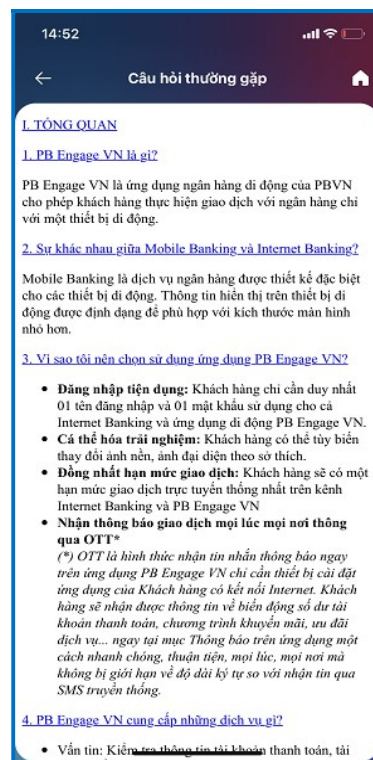 14:52
Câu hỏi thường gặp
I. TỔNG QUAN
1. PB Engage VN là gì?
PB Engage VN là ứng dụng ngân hàng di động của PBVN
cho phép khách hàng thực hiện giao dịch với ngân hàng chỉ
với một thiết bị di động.
2. Sự khác nhau giữa Mobile Banking và Internet Banking?
Mobile Banking là dịch vụ ngân hàng được thiết kế đặc biệt
cho các thiết bị di động. Thông tin hiển thị trên thiết bị di
động được định dạng để phù hợp với kích thước màn hình
nhỏ hơn.
3. Vì sao tôi nên chọn sử dụng ứng dụng PB Engage VN?
• Đăng nhập tiện dụng: Khách hàng chỉ cần duy nhất
01 tên đăng nhập và 01 mật khẩu sử dụng cho cả
Internet Banking và ứng dụng di động PB Engage VN.
• Cá thể hóa trải nghiệm: Khách hàng có thể tùy biến
thay đổi ảnh nền, ảnh đại diện theo sở thích.
• Đồng nhất hạn mức giao dịch: Khách hàng sẽ có một
hạn mức giao dịch trực tuyến thống nhất trên kênh
Internet Banking và PB Engage VN
• Nhận thông báo giao dịch mọi lúc mọi nơi thông
qua OTT*
(*) OTT là hình thức nhận tin nhắn thông báo ngay
trên ứng dụng PB Engage VN chỉ cần thiết bị cài đặt
ứng dụng của Khách hàng có kết nối Internet. Khách
hàng sẽ nhận được thông tin về biến động số dư tài
khoản thanh toán, chương trình khuyến mãi, ưu đãi
dịch vụ... ngay tại mục Thông báo trên ứng dụng một
cách nhanh chóng, thuận tiện, mọi lúc, mọi nơi mà
không bị giới hạn về độ dài ký tự so với nhận tin qua
SMS truyền thống.
4. PB Engage VN cung cấp những dịch vụ gì?
• Vấn tin: Kiểm tra thông tin tài khoản thanh toán, tài